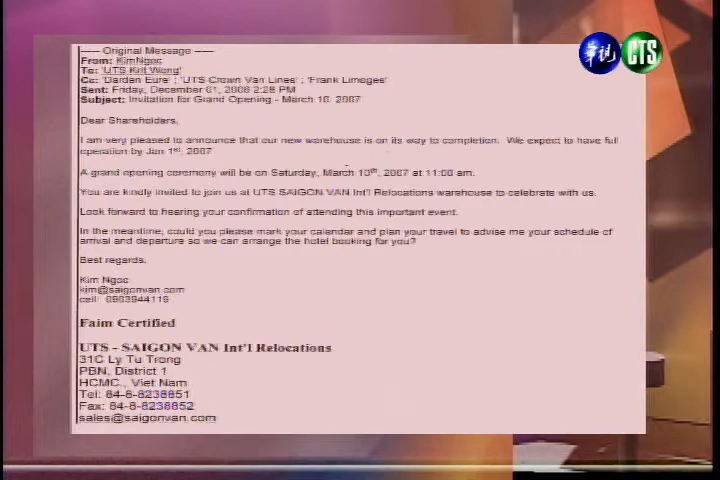 ----- Original Message -----
From: KimNgoc
To: 'UTS Krit Wong'
Cc: 'Darden Eure' ; 'UTS Crown Van Lines' ; 'Frank Limoges'
Sent: Friday, December 01, 2006 2:28 PM
Subject: Invitation for Grand Opening - March 10, 2007
Dear Shareholders,
I am very pleased to announce that our new warehouse is on its way to completion. We expect to have full
operation by Jan 1st, 2007
A grand opening ceremony will be on Saturday, March 10th, 2007 at 11:00 am.
You are kindly invited to join us at UTS SAIGON VAN Int'l Relocations warehouse to celebrate with us.
Look forward to hearing your confirmation of attending this important event.
In the meantime, could you please mark your calendar and plan your travel to advise me your schedule of
arrival and departure so we can arrange the hotel booking for you?
Best regards,
Kim Ngoc
kim@saigonvan.com
cell: 0903944119
Faim Certified
UTS - SAIGON VAN Int'l Relocations
31C Ly Tu Trong
PBN, District 1
HCMC., Viet Nam
Tel: 84-8-8238851
Fax: 84-8-8238852
sales@saigonvan.com
華視 CTS